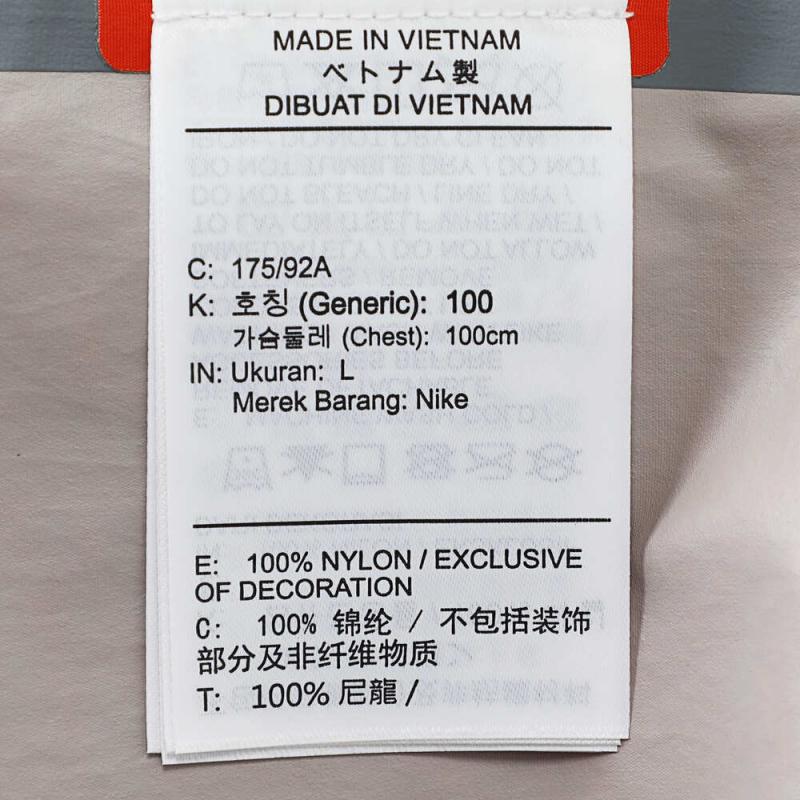 MADE IN VIETNAM
ベトナム製
DIBUAT DI VIETNAM
C: 175/92A
K: 호칭 (Generic): 100
가슴둘레 (Chest): 100cm
IN: Ukuran: L
Merek Barang: Nike
E: 100% NYLON / EXCLUSIVE
OF DECORATION
C: 100% 锦纶 / 不包括装饰
部分及非纤维物质
T: 100% 尼龍 /